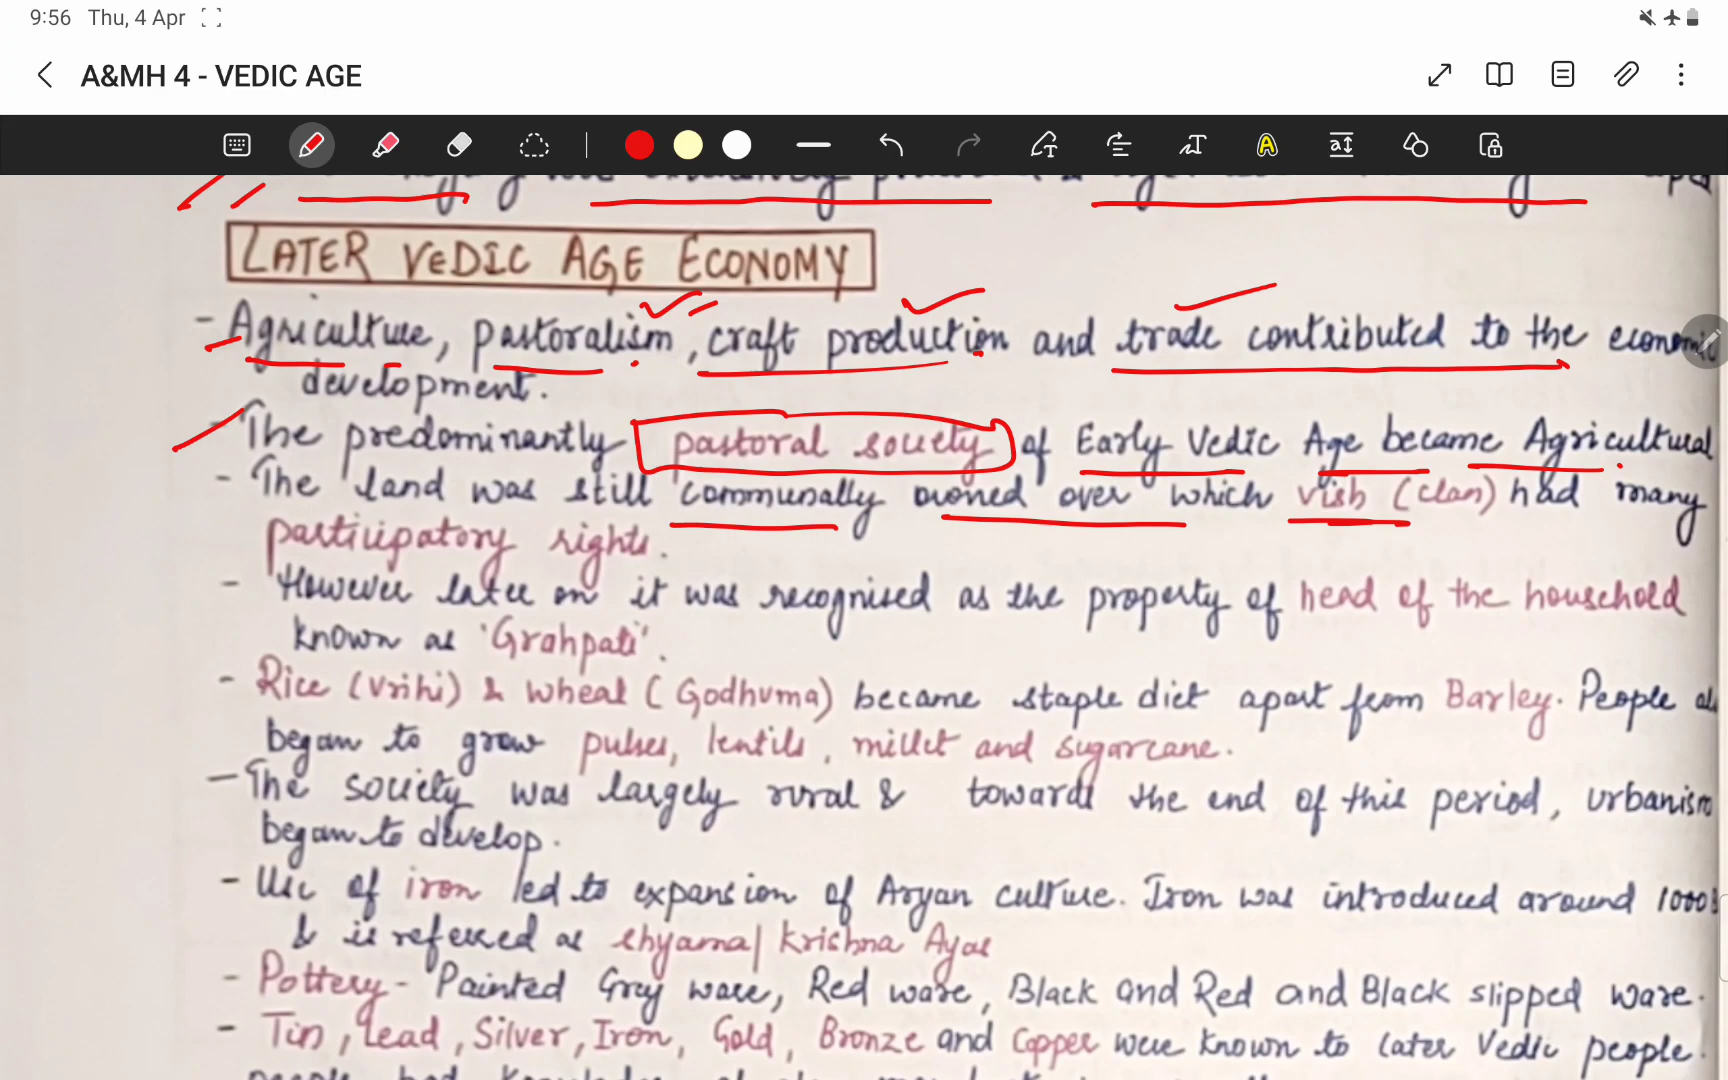 9:56 Thu, 4 Apr
A&MH 4 - VEDIC AGE
LATER VEDIC AGE ECONOMY
- Agriculture, pastoralism, craft production and trade contributed to the economic
development.
- The predominantly pastoral society of Early Vedic Age became Agricultural
- The land was still communally owned over which vish (clan) had many
participatory rights.
- However later on it was recognised as the property of head of the household
known as 'Grahpati'.
- Rice (Vrihi) & wheat (Godhuma) became staple diet apart from Barley. People al
began to grow pulses, lentils, millet and sugarcane.
- The society was largely rural & towards the end of this period, urbanism
began to develop.
- Use of iron led to expansion of Aryan culture. Iron was introduced around 1000
& is referred as shyama/ Krishna Ayas
- Pottery - Painted Grey ware, Red ware, Black and Red and Black slipped ware.
- Tin, Lead, Silver, Iron, Gold, Bronze and Copper were known to later Vedic people.
people had knowledge of